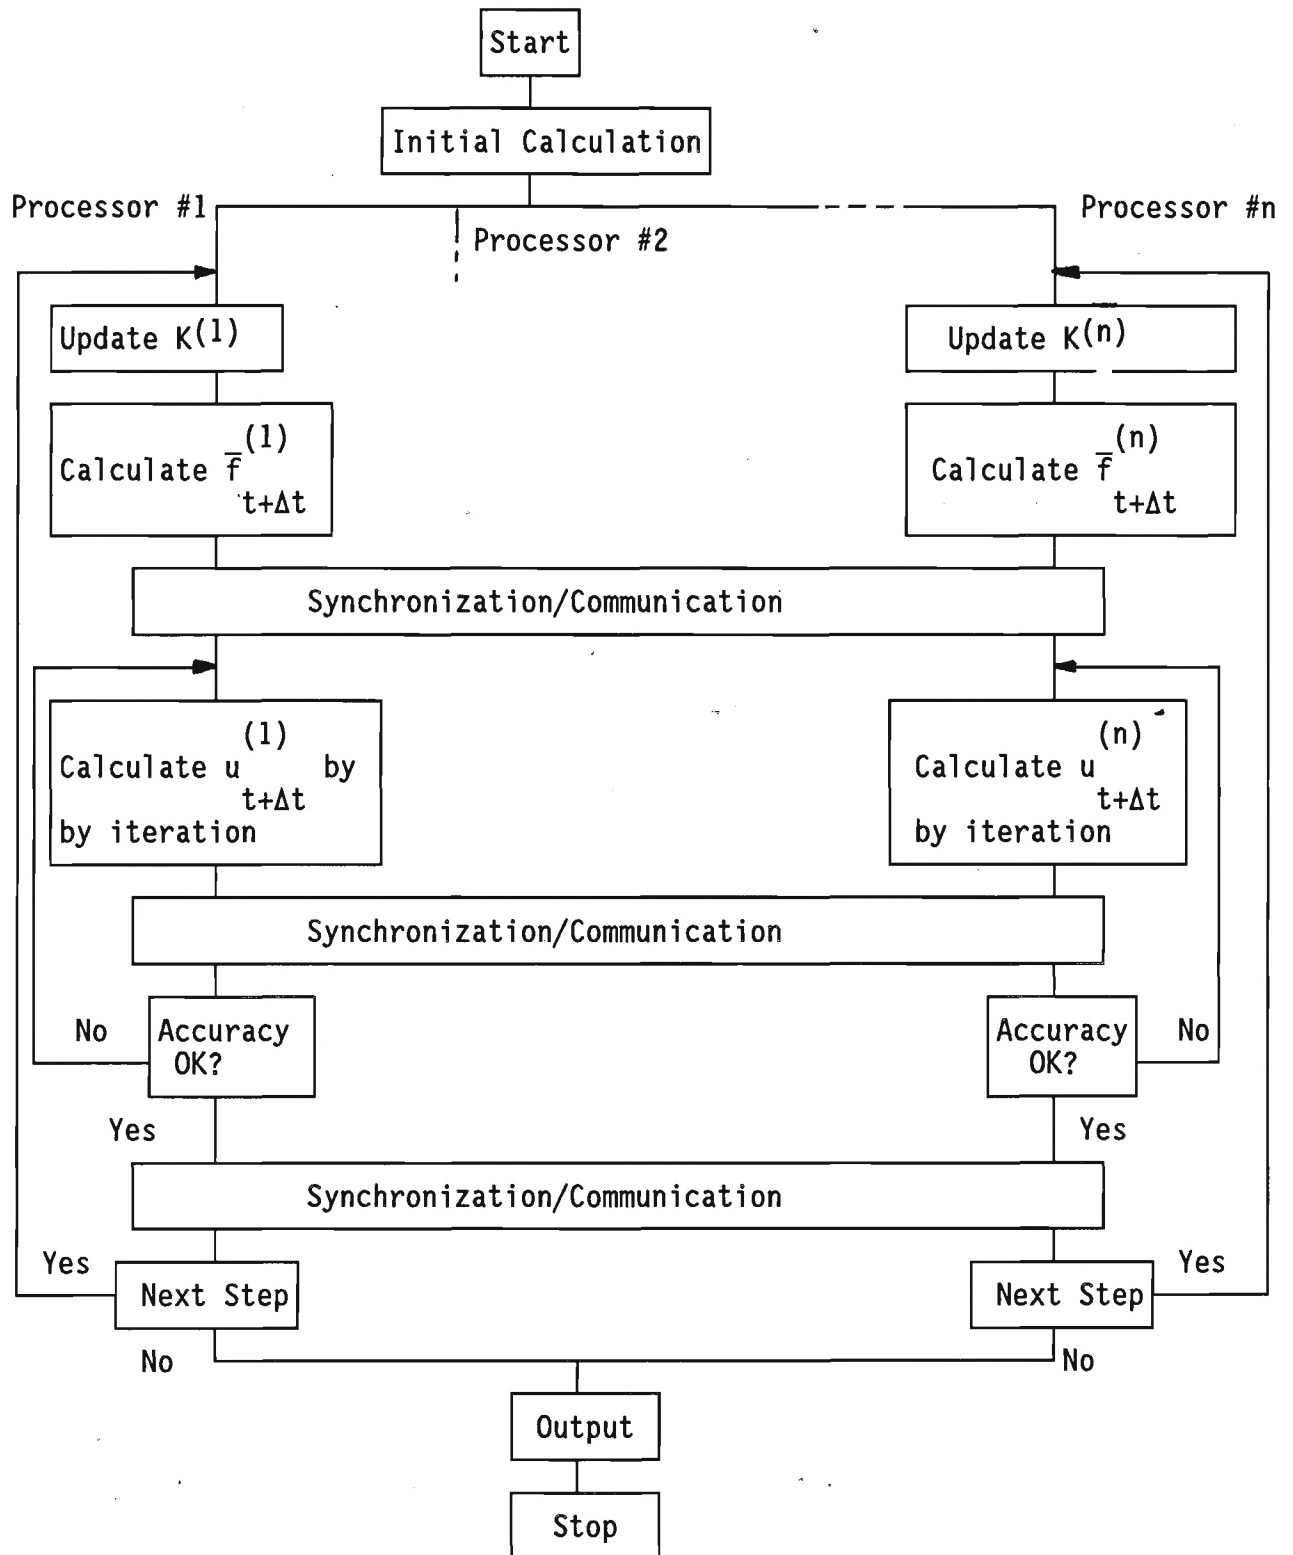 Start
Initial Calculation
Processor #1
Processor #2
Processor #n
Update K(1)
Update K(n)
(1)
Calculate f̅
t+Δt
(n)
Calculate f̅
t+Δt
Synchronization/Communication
(1)
Calculate u by
t+Δt
by iteration
(n)
Calculate u
t+Δt
by iteration
Synchronization/Communication
No
Accuracy
OK?
Yes
Accuracy
OK?
No
Yes
Synchronization/Communication
Yes
Next Step
No
Next Step
Yes
No
Output
Stop